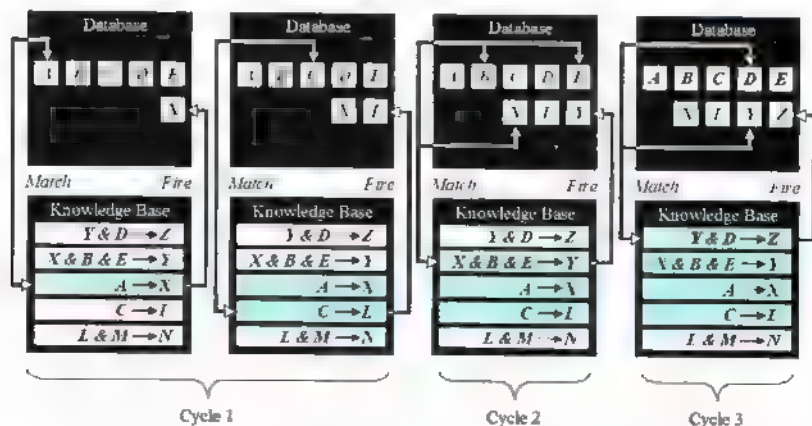 Database
E
X
Match Fire
Knowledge Base
Y & D → Z
X & B & E → Y
A → X
C → L
L & M → N
Database
C
X L
Match Fire
Knowledge Base
Y & D → Z
X & B & E → Y
A → X
C → L
L & M → N
Cycle 1
Database
A B C D E
X L Y
Match Fire
Knowledge Base
Y & D → Z
X & B & E → Y
A → X
C → L
L & M → N
Cycle 2
Database
A B C D E
X L Y Z
Match Fire
Knowledge Base
Y & D → Z
X & B & E → Y
A → X
C → L
L & M → N
Cycle 3